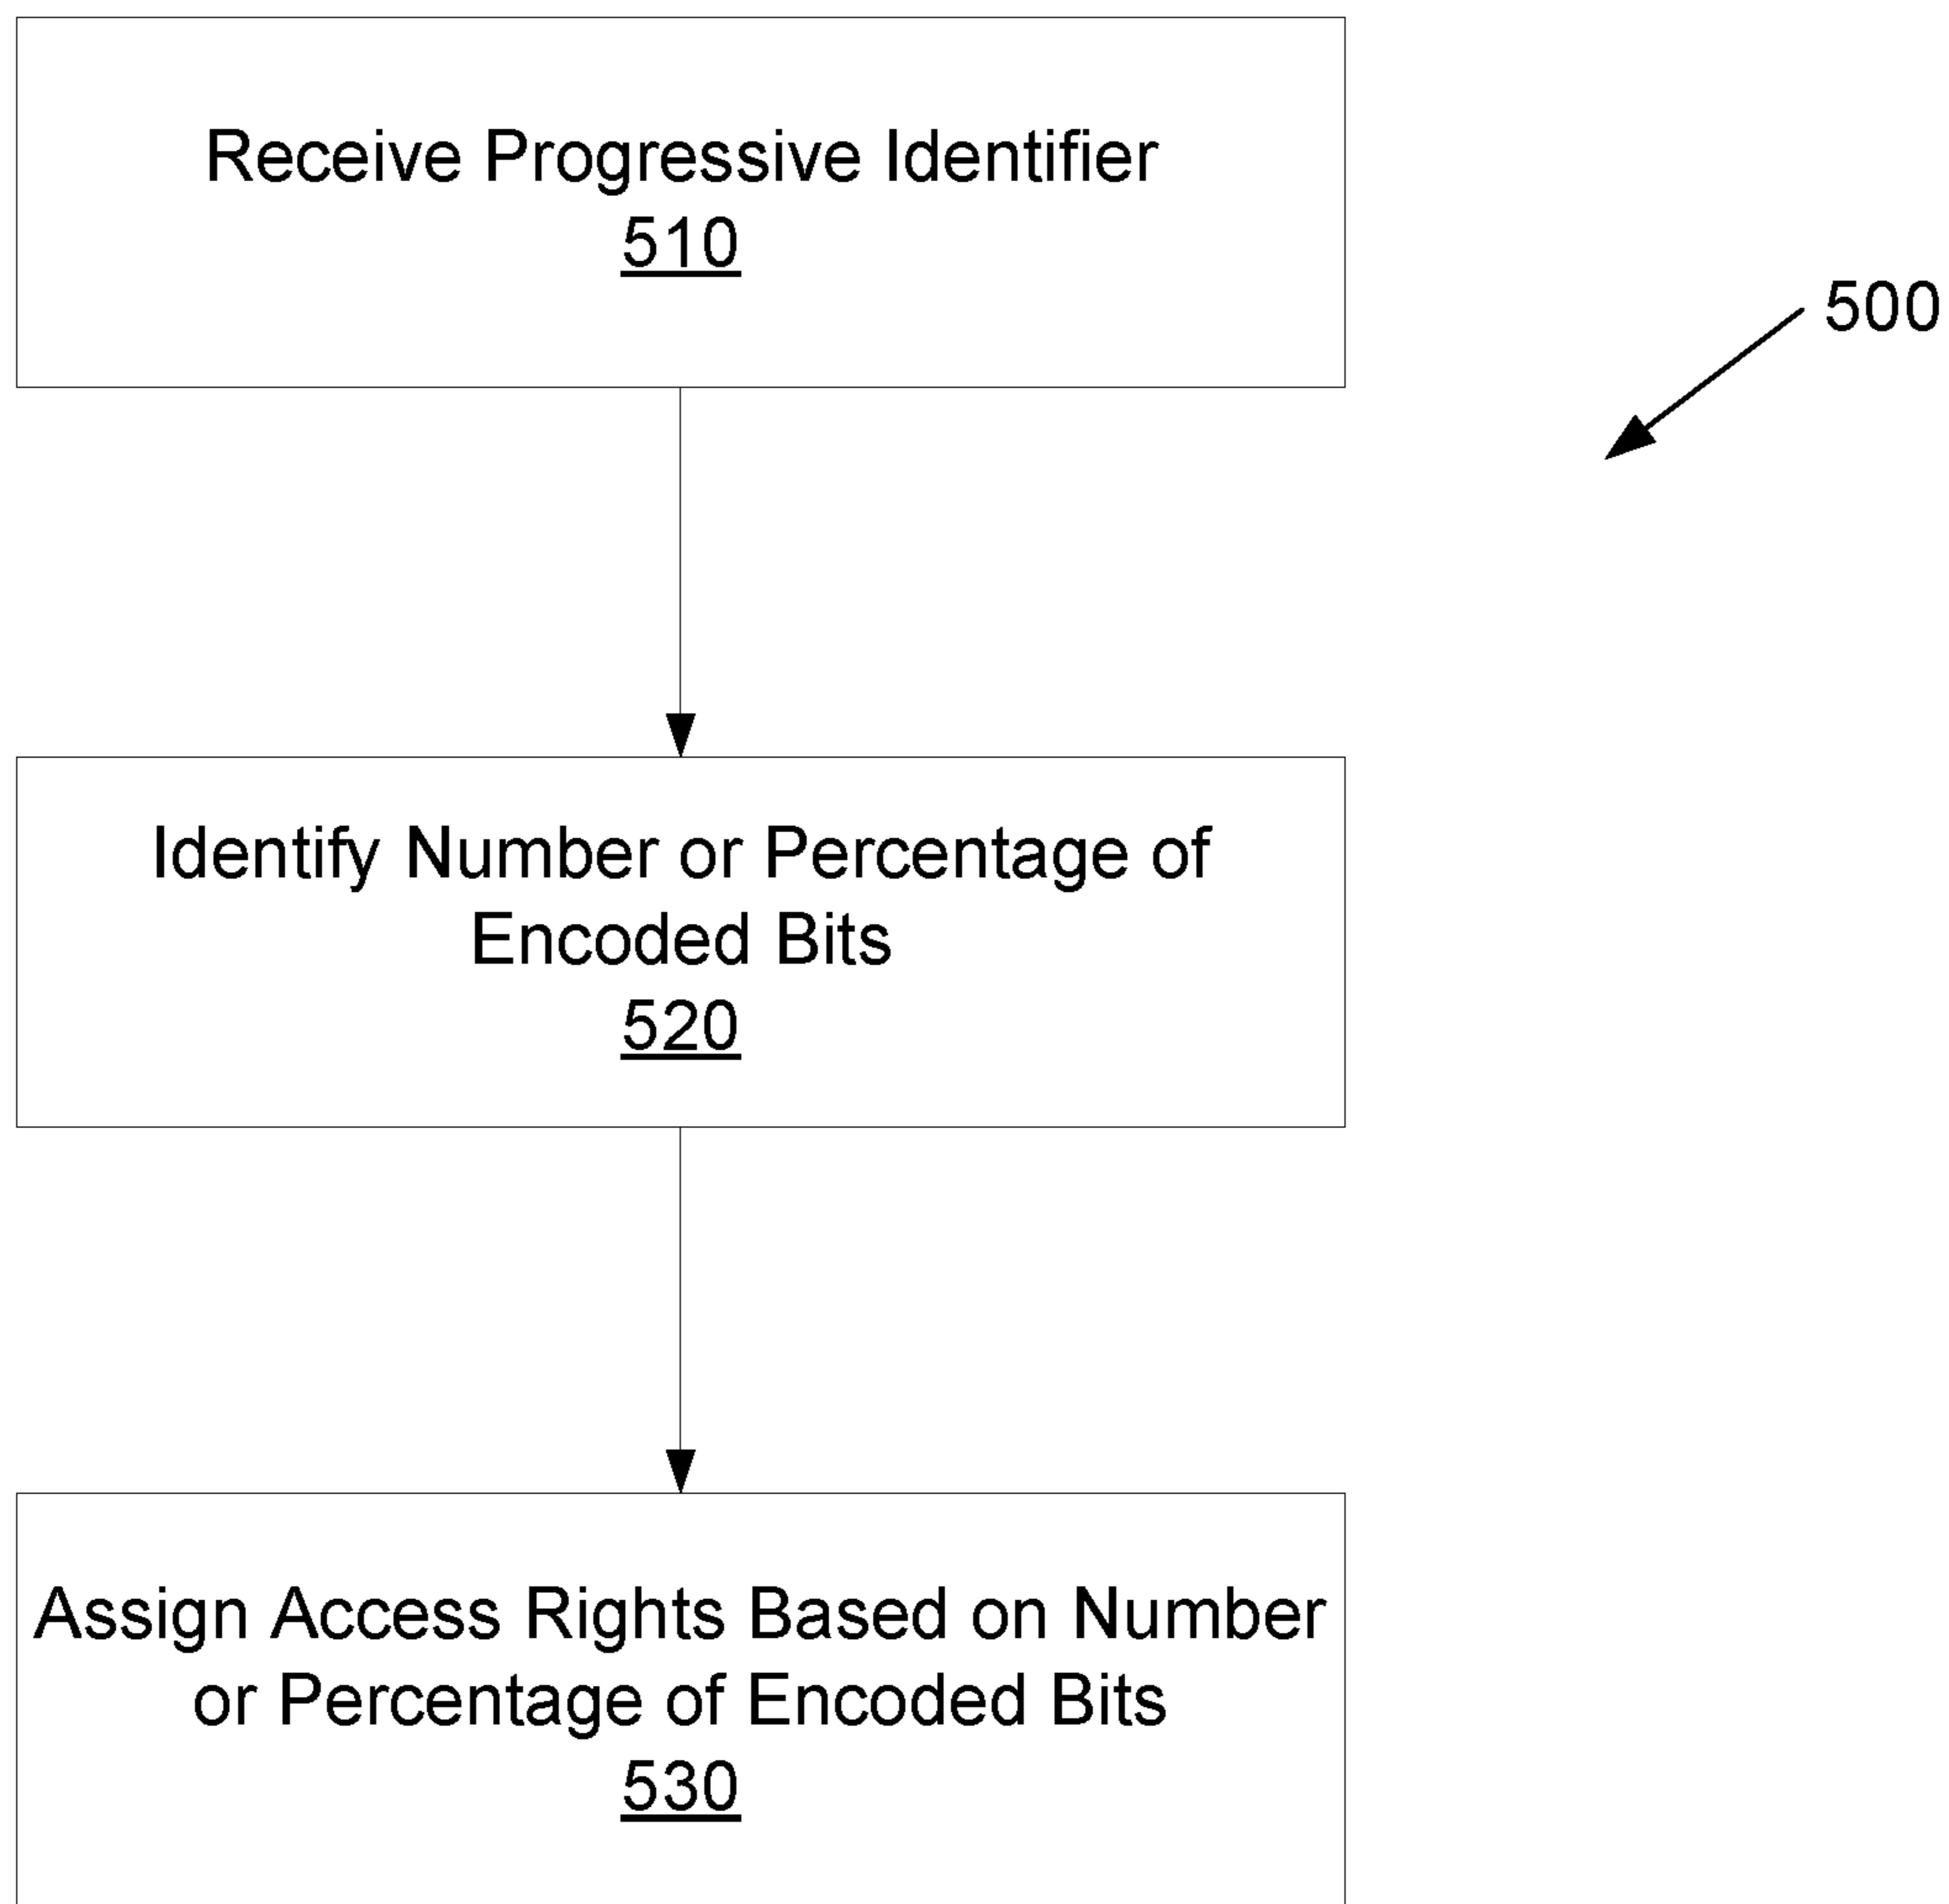 Receive Progressive Identifier
510
500
Identify Number or Percentage of
Encoded Bits
520
Assign Access Rights Based on Number
or Percentage of Encoded Bits
530